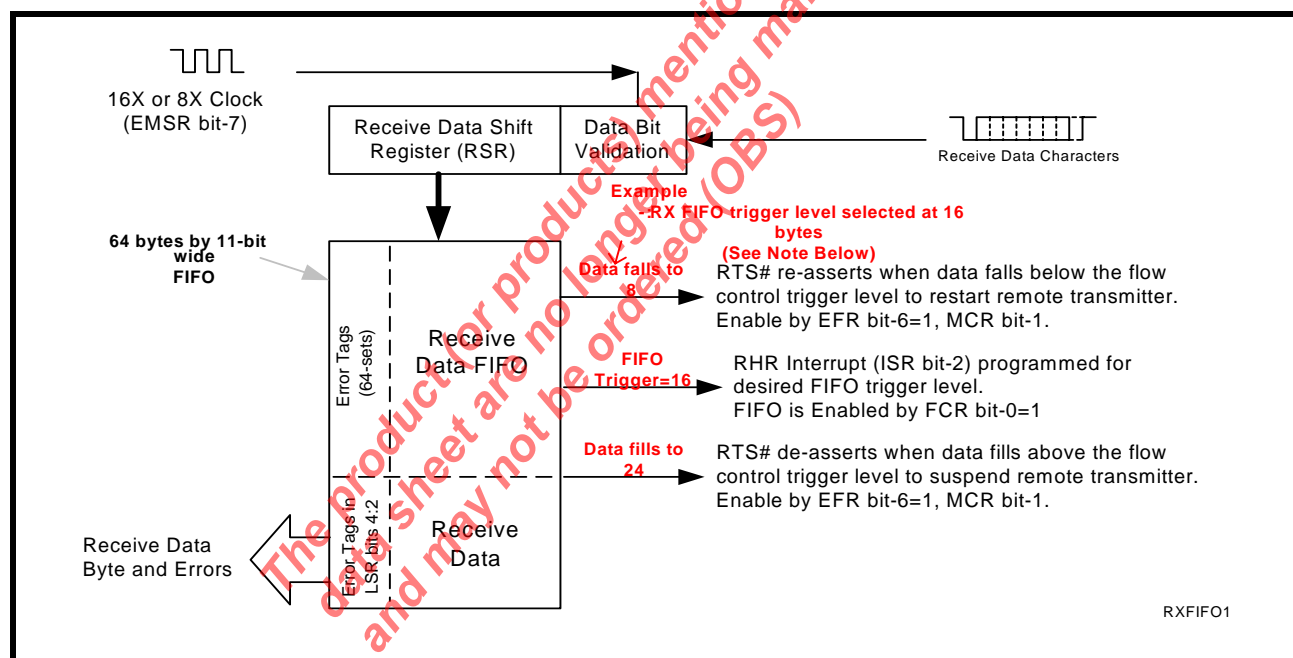 16X or 8X Clock
(EMSR bit-7)
Receive Data Shift
Register (RSR)
Data Bit
Validation
Receive Data Characters
Example
-:RX FIFO trigger level selected at 16
bytes
(See Note Below)
64 bytes by 11-bit
wide
FIFO
Data falls to
8
RTS# re-asserts when data falls below the flow
control trigger level to restart remote transmitter.
Enable by EFR bit-6=1, MCR bit-1.
Error Tags
(64-sets)
Receive
Data FIFO
FIFO
Trigger=16
RHR Interrupt (ISR bit-2) programmed for
desired FIFO trigger level.
FIFO is Enabled by FCR bit-0=1
Data fills to
24
RTS# de-asserts when data fills above the flow
control trigger level to suspend remote transmitter.
Enable by EFR bit-6=1, MCR bit-1.
Error Tags in
LSR bits 4:2
Receive
Data
Receive Data
Byte and Errors
RXFIFO1
The product (or products) mentio
data sheet are no longer being ma
and may not be ordered (OBS)